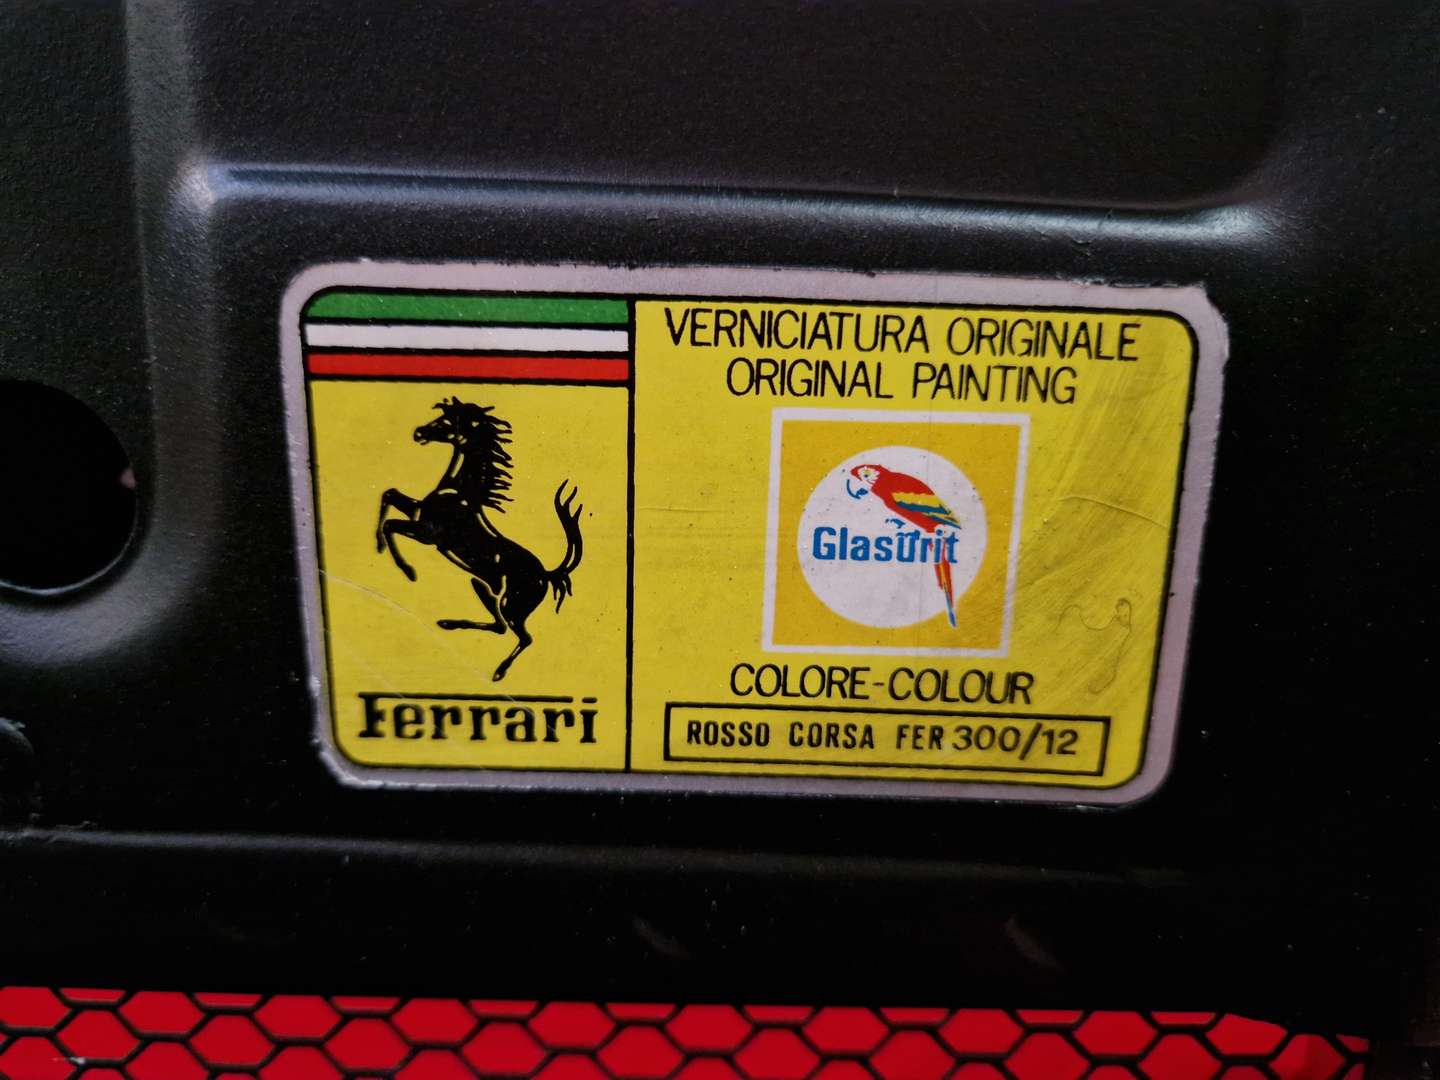 VERNICIATURA ORIGINALE
ORIGINAL PAINTING
Glasurit
COLORE-COLOUR
ROSSO CORSA FER 300/12
Ferrari